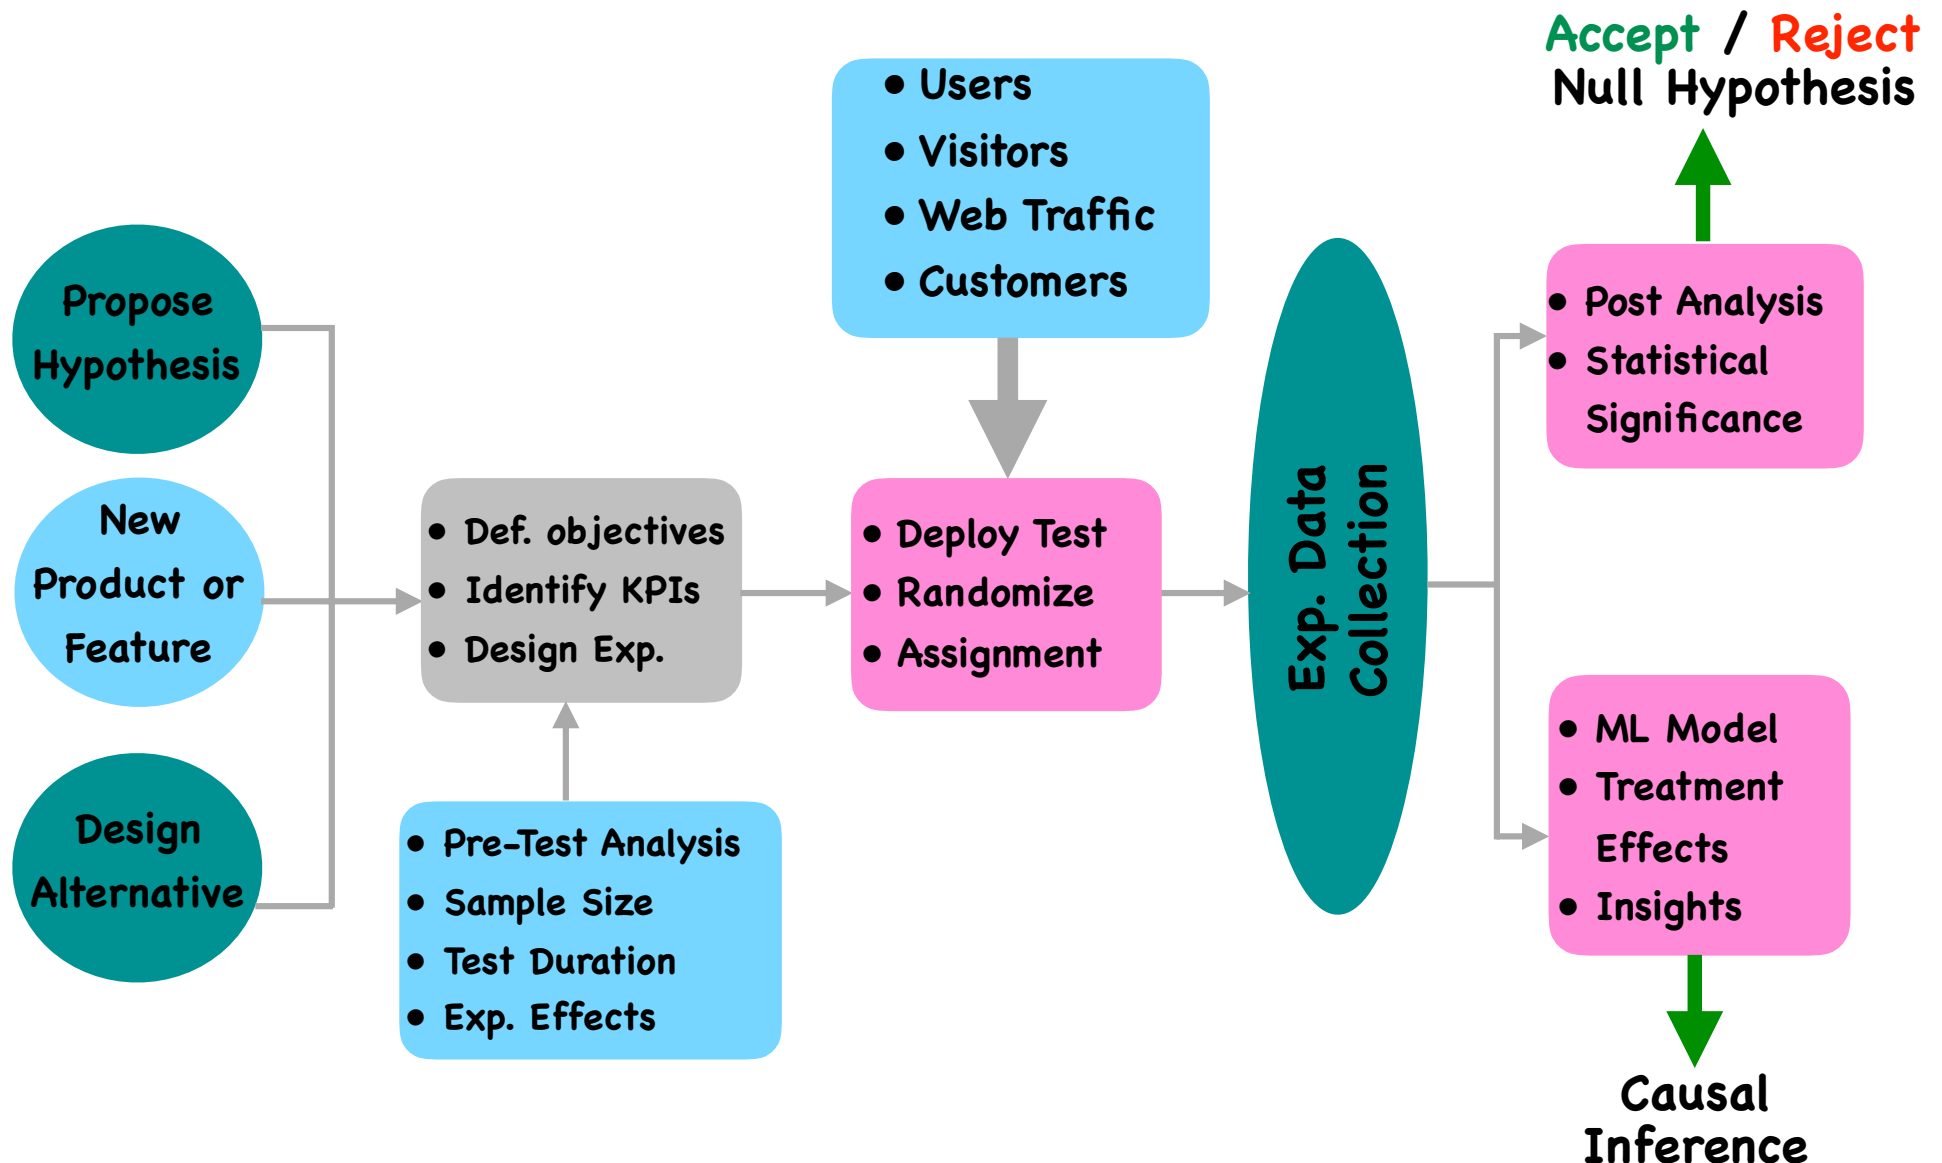 Propose
Hypothesis
New
Product or
Feature
Design
Alternative
• Def. objectives
• Identify KPIs
• Design Exp.
• Pre-Test Analysis
• Sample Size
• Test Duration
• Exp. Effects
• Users
• Visitors
• Web Traffic
• Customers
• Deploy Test
• Randomize
• Assignment
Exp. Data
Collection
Accept / Reject
Null Hypothesis
• Post Analysis
• Statistical
Significance
• ML Model
• Treatment
Effects
• Insights
Causal
Inference